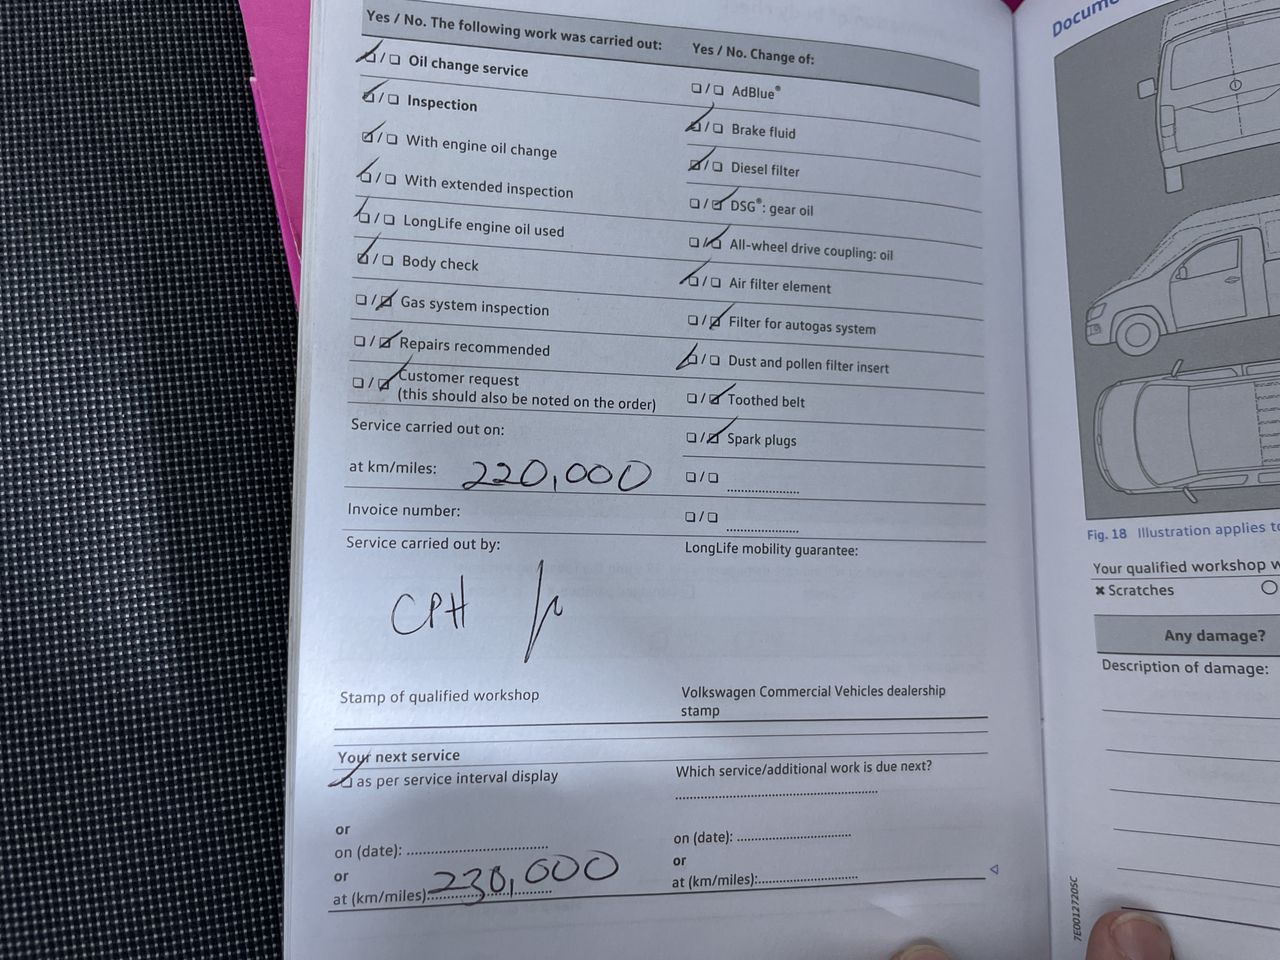 Yes / No. The following work was carried out:
Yes / No. Change of:
❏ / ❏ Oil change service
❏ / ❏ Inspection
❏ / ❏ With engine oil change
❏ / ❏ With extended inspection
❏ / ❏ LongLife engine oil used
❏ / ❏ Body check
❏ / ❏ Gas system inspection
❏ / ❏ Repairs recommended
❏ / ❏ Customer request
(this should also be noted on the order)
❏ / ❏ AdBlue®
❏ / ❏ Brake fluid
❏ / ❏ Diesel filter
❏ / ❏ DSG®: gear oil
❏ / ❏ All-wheel drive coupling: oil
❏ / ❏ Air filter element
❏ / ❏ Filter for autogas system
❏ / ❏ Dust and pollen filter insert
❏ / ❏ Toothed belt
❏ / ❏ Spark plugs
❏ / ❏ ....................
❏ / ❏ ....................
Service carried out on:
at km/miles: 220,000
Invoice number:
Service carried out by:
CPH
LongLife mobility guarantee:
Stamp of qualified workshop
Volkswagen Commercial Vehicles dealership
stamp
Your next service
❏ as per service interval display
or
on (date): ....................
or
at (km/miles): 230,000
Which service/additional work is due next?
....................
on (date): ....................
or
at (km/miles):....................
7E0012720SC
Fig. 18 Illustration applies
Your qualified workshop
✖ Scratches
Any damage?
Description of damage: